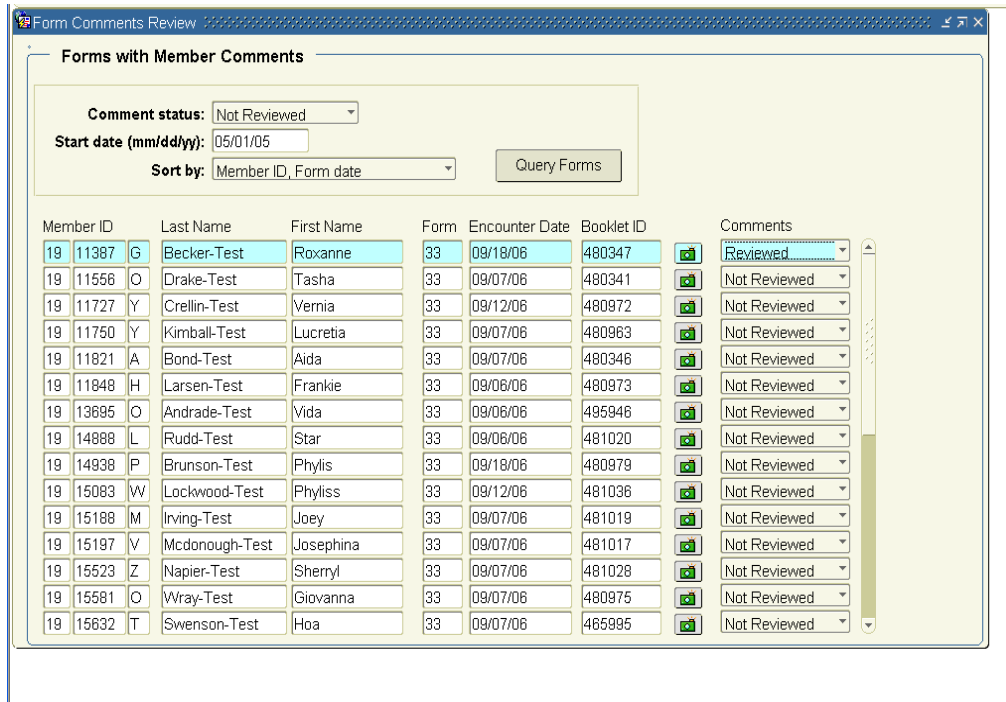 Form Comments Review
Forms with Member Comments
Comment status: Not Reviewed
Start date (mm/dd/yy): 05/01/05
Sort by: Member ID, Form date
Query Forms
Member ID Last Name First Name Form Encounter Date Booklet ID Comments
19 11387 G Becker-Test Roxanne 33 09/18/06 480347 Reviewed
19 11556 O Drake-Test Tasha 33 09/07/06 480341 Not Reviewed
19 11727 Y Crellin-Test Vernia 33 09/12/06 480972 Not Reviewed
19 11750 Y Kimball-Test Lucretia 33 09/07/06 480963 Not Reviewed
19 11821 A Bond-Test Aida 33 09/07/06 480346 Not Reviewed
19 11848 H Larsen-Test Frankie 33 09/06/06 480973 Not Reviewed
19 13695 O Andrade-Test Vida 33 09/06/06 495946 Not Reviewed
19 14888 L Rudd-Test Star 33 09/06/06 481020 Not Reviewed
19 14938 P Brunson-Test Phylis 33 09/18/06 480979 Not Reviewed
19 15083 W Lockwood-Test Phyliss 33 09/12/06 481036 Not Reviewed
19 15188 M Irving-Test Joey 33 09/07/06 481019 Not Reviewed
19 15197 V Mcdonough-Test Josephina 33 09/07/06 481017 Not Reviewed
19 15523 Z Napier-Test Sherryl 33 09/07/06 481028 Not Reviewed
19 15581 O Wray-Test Giovanna 33 09/07/06 480975 Not Reviewed
19 15632 T Swenson-Test Hoa 33 09/07/06 465995 Not Reviewed